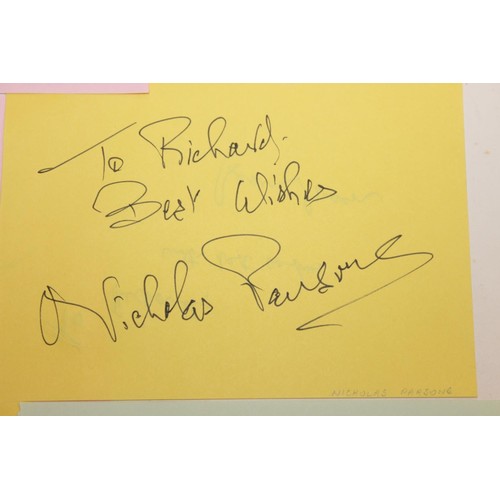 To Richard,
Best Wishes
Nicholas Parsons
NICHOLAS PARSONS